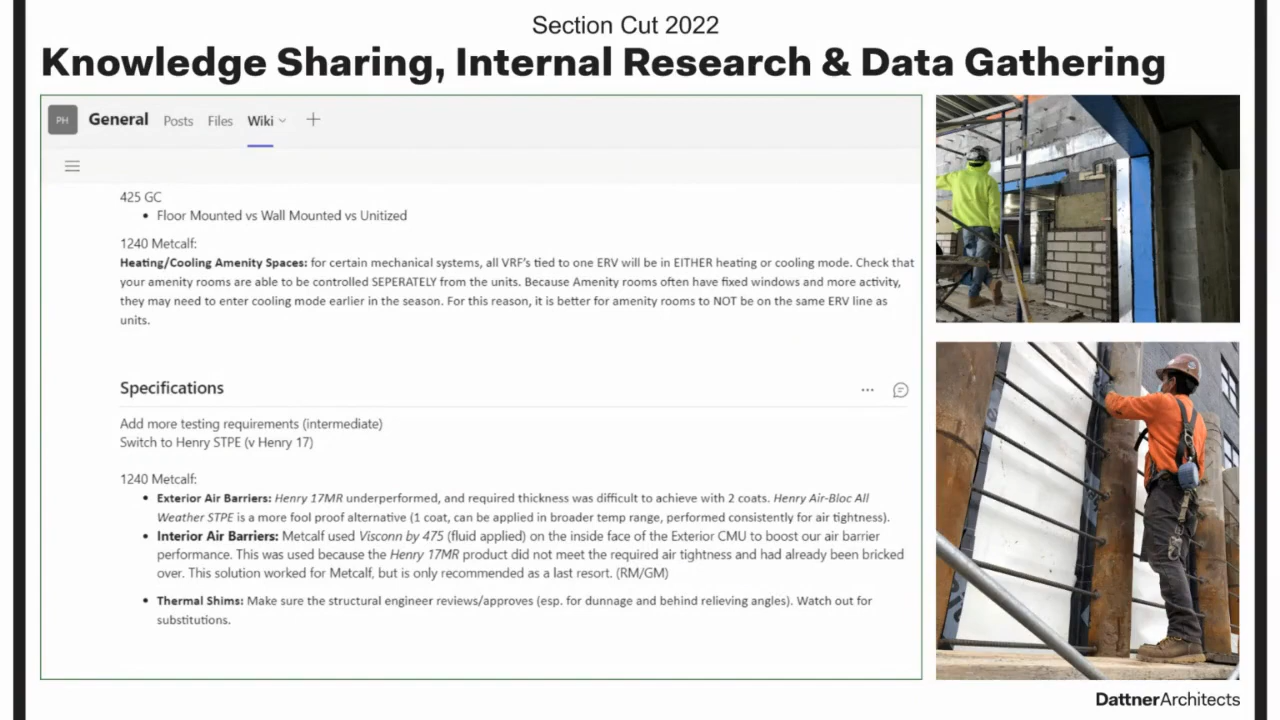 Section Cut 2022
Knowledge Sharing, Internal Research & Data Gathering
PH General Posts Files Wiki
425 GC
• Floor Mounted vs Wall Mounted vs Unitized
1240 Metcalf:
Heating/Cooling Amenity Spaces: for certain mechanical systems, all VRF's tied to one ERV will be in EITHER heating or cooling mode. Check that
your amenity rooms are able to be controlled SEPERATELY from the units. Because Amenity rooms often have fixed windows and more activity,
they may need to enter cooling mode earlier in the season. For this reason, it is better for amenity rooms to NOT be on the same ERV line as
units.
Specifications
Add more testing requirements (intermediate)
Switch to Henry STPE (v Henry 17)
1240 Metcalf:
• Exterior Air Barriers: Henry 17MR underperformed, and required thickness was difficult to achieve with 2 coats. Henry Air-Bloc All
Weather STPE is a more fool proof alternative (1 coat, can be applied in broader temp range, performed consistently for air tightness).
• Interior Air Barriers: Metcalf used Visconn by 475 (fluid applied) on the inside face of the Exterior CMU to boost our air barrier
performance. This was used because the Henry 17MR product did not meet the required air tightness and had already been bricked
over. This solution worked for Metcalf, but is only recommended as a last resort. (RM/GM)
• Thermal Shims: Make sure the structural engineer reviews/approves (esp. for dunnage and behind relieving angles). Watch out for
substitutions.
DattnerArchitects